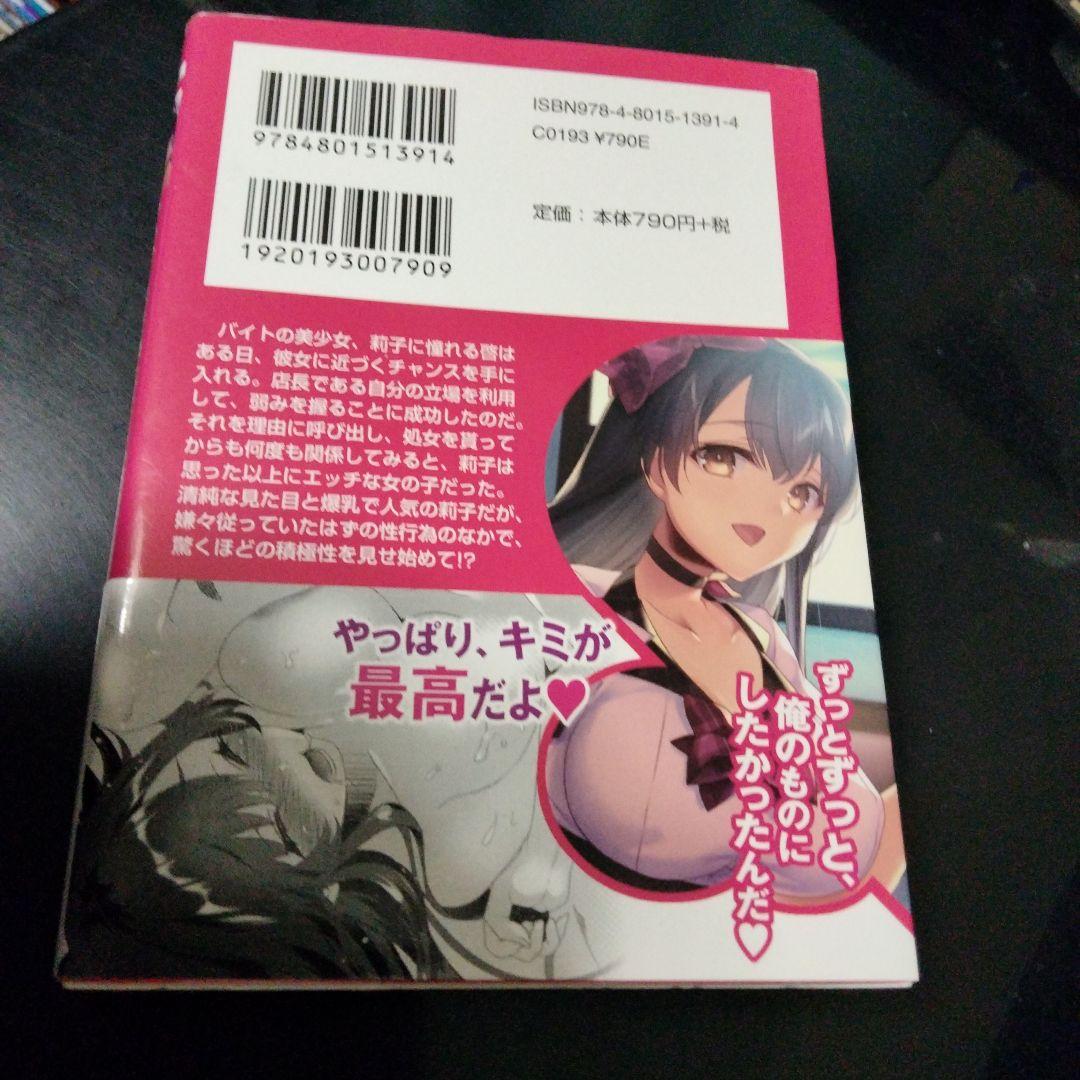 9784801513914
ISBN978-4-8015-1391-4
C0193 ¥790E
1920193007909
定価：本体790円+税
バイトの美少女、莉子に憧れる啓は
ある日、彼女に近づくチャンスを手に
入れる。店長である自分の立場を利用
して、弱みを握ることに成功したのだ。
それを理由に呼び出し、処女を貰って
からも何度も関係してみると、莉子は
思った以上にエッチな女の子だった。
清純な見た目と爆乳で人気の莉子だが、
嫌々従っていたはずの性行為のなかで、
驚くほどの積極性を見せ始めて!?
やっぱり、キミが
最高だよ♥
ずっとずっと、
俺のものに
したかったんだ♥